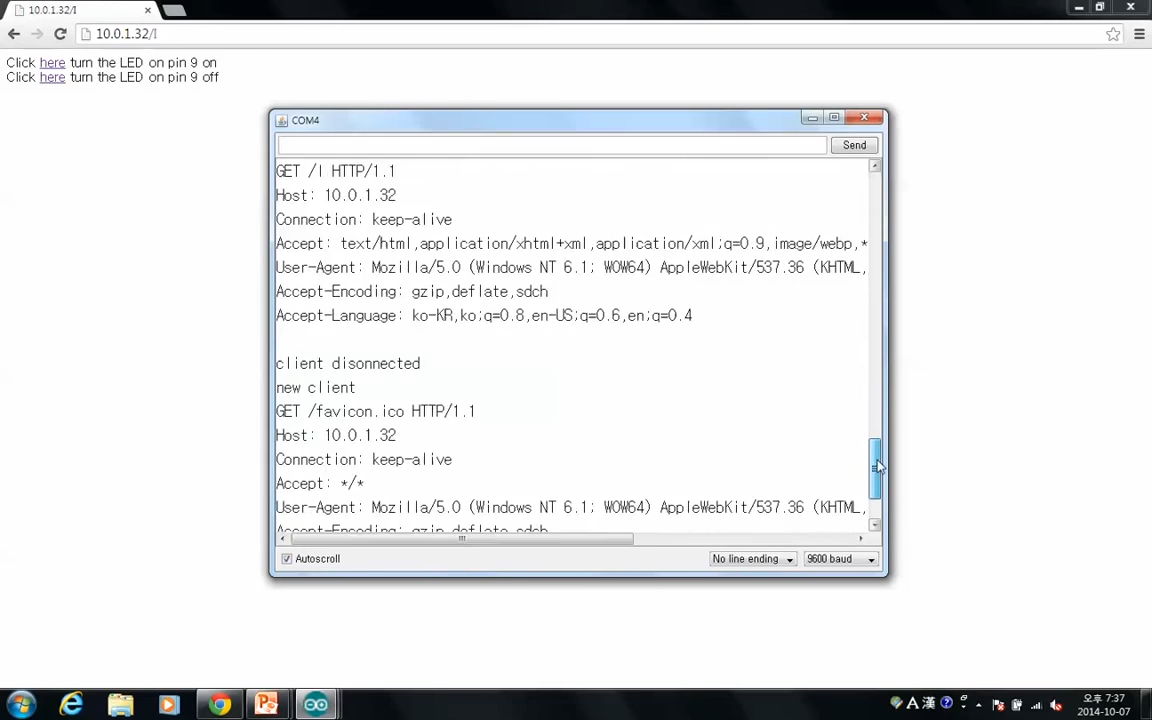 10.0.1.32/l
10.0.1.32/l
Click here turn the LED on pin 9 on
Click here turn the LED on pin 9 off
COM4
Send
GET /l HTTP/1.1
Host: 10.0.1.32
Connection: keep-alive
Accept: text/html,application/xhtml+xml,application/xml;q=0.9,image/webp,*
User-Agent: Mozilla/5.0 (Windows NT 6.1; WOW64) AppleWebKit/537.36 (KHTML,
Accept-Encoding: gzip,deflate,sdch
Accept-Language: ko-KR,ko;q=0.8,en-US;q=0.6,en;q=0.4
client disonnected
new client
GET /favicon.ico HTTP/1.1
Host: 10.0.1.32
Connection: keep-alive
Accept: */*
User-Agent: Mozilla/5.0 (Windows NT 6.1; WOW64) AppleWebKit/537.36 (KHTML,
Accept-Encoding: gzip,deflate,sdch
Autoscroll
No line ending
9600 baud
A 漢
오후 7:37
2014-10-07